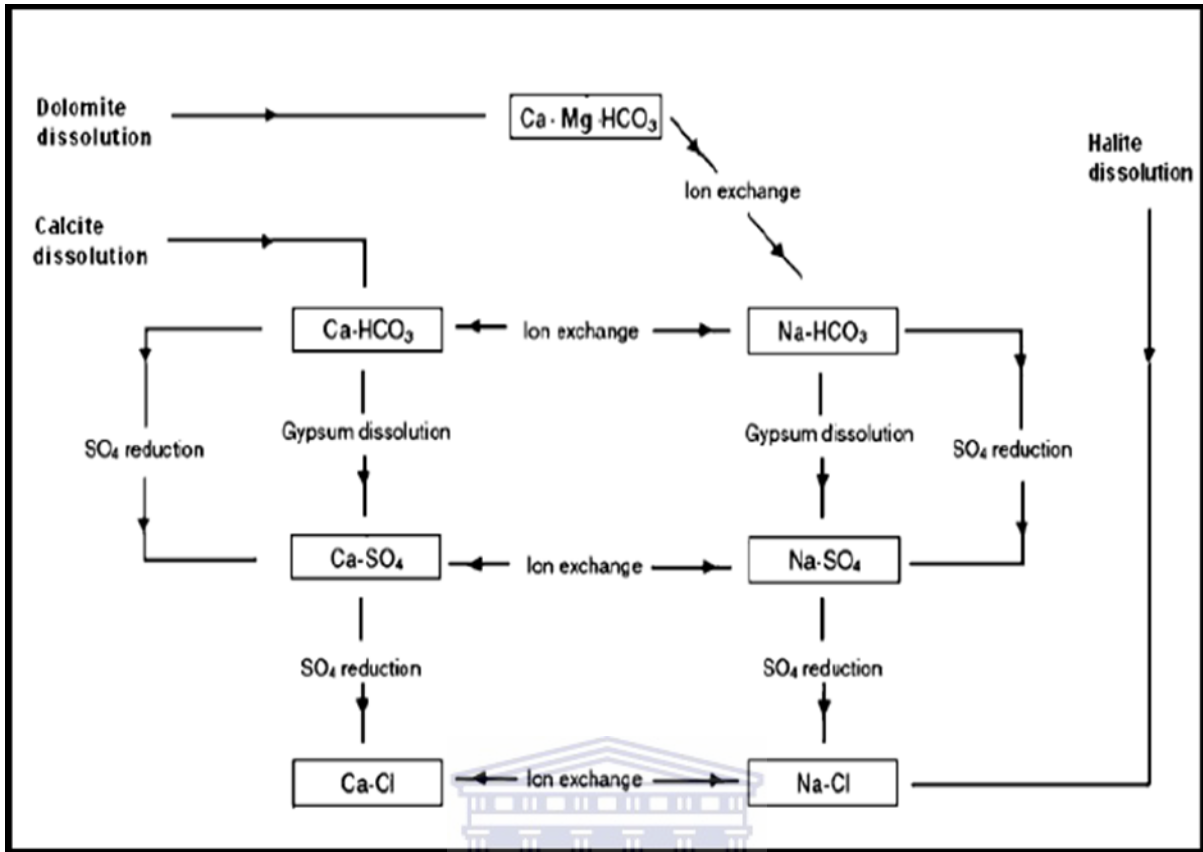 Dolomite
dissolution
Ca·Mg·HCO₃
Halite
dissolution
Ion exchange
Calcite
dissolution
Ca-HCO₃
Ion exchange
Na-HCO₃
SO₄ reduction
Gypsum dissolution
Gypsum dissolution
SO₄ reduction
Ca-SO₄
Ion exchange
Na-SO₄
SO₄ reduction
SO₄ reduction
Ca-Cl
Ion exchange
Na-Cl